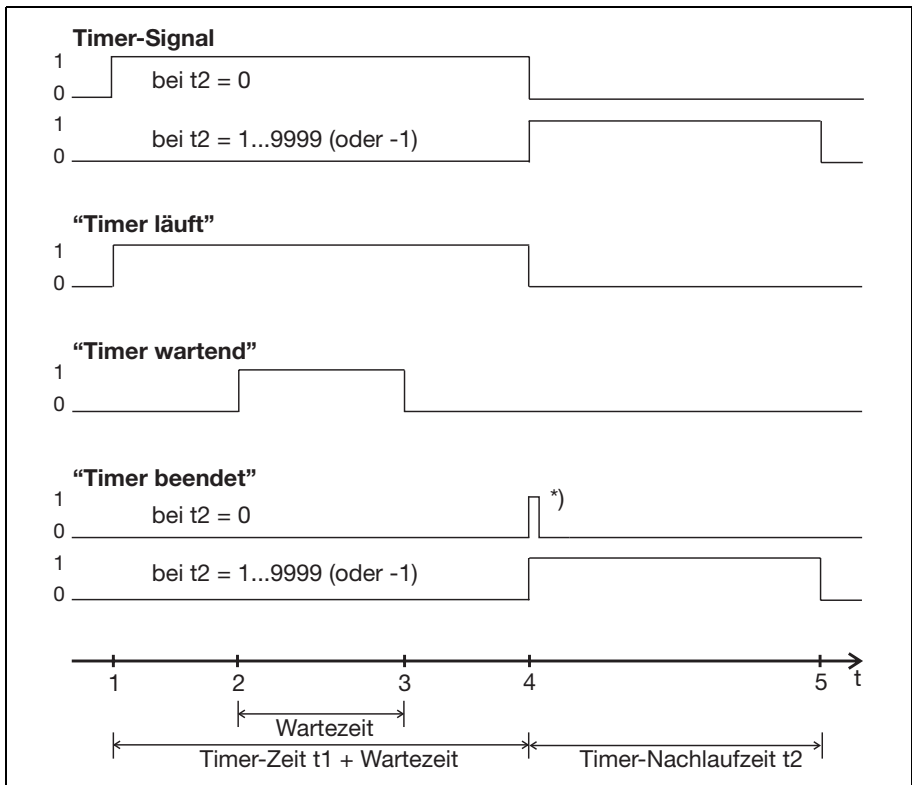 Timer-Signal
1
bei t2 = 0
0
1
bei t2 = 1...9999 (oder -1)
0
“Timer läuft”
1
0
“Timer wartend”
1
0
“Timer beendet”
1
*)
bei t2 = 0
0
1
bei t2 = 1...9999 (oder -1)
0
1 2 3 4 5 t
Wartezeit
Timer-Zeit t1 + Wartezeit Timer-Nachlaufzeit t2